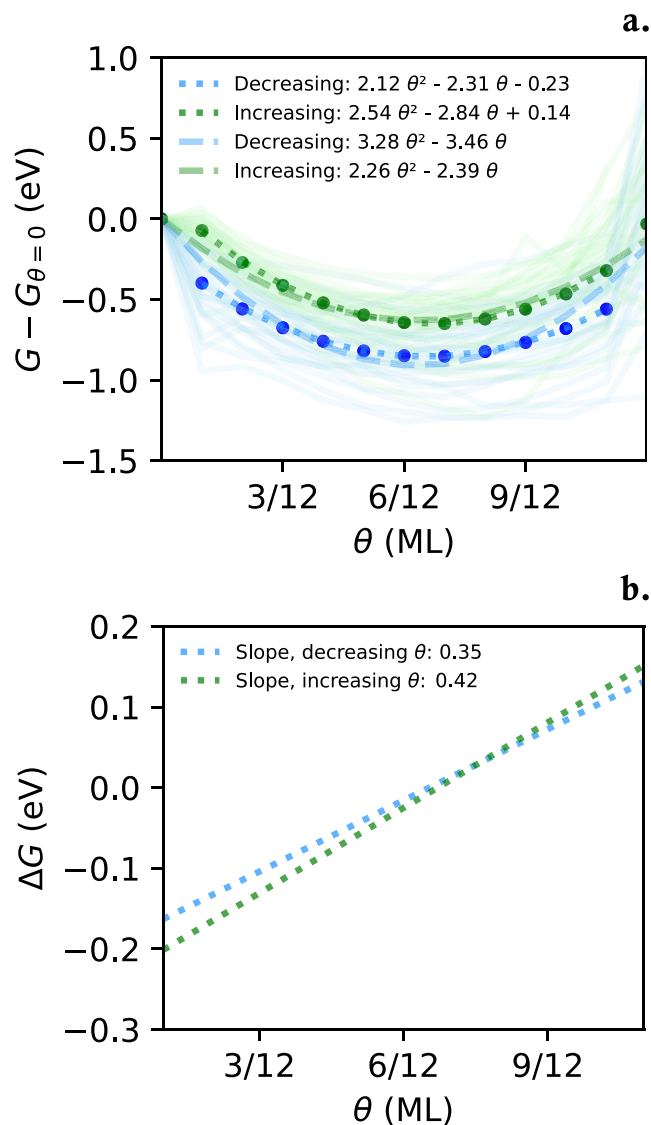 a.
1.0
0.5
0.0
−0.5
−1.0
−1.5
G − Gθ=0 (eV)
Decreasing: 2.12 θ² - 2.31 θ - 0.23
Increasing: 2.54 θ² - 2.84 θ + 0.14
Decreasing: 3.28 θ² - 3.46 θ
Increasing: 2.26 θ² - 2.39 θ
3/12 6/12 9/12
θ (ML)
b.
0.2
0.1
0.0
−0.1
−0.2
−0.3
ΔG (eV)
Slope, decreasing θ: 0.35
Slope, increasing θ: 0.42
3/12 6/12 9/12
θ (ML)